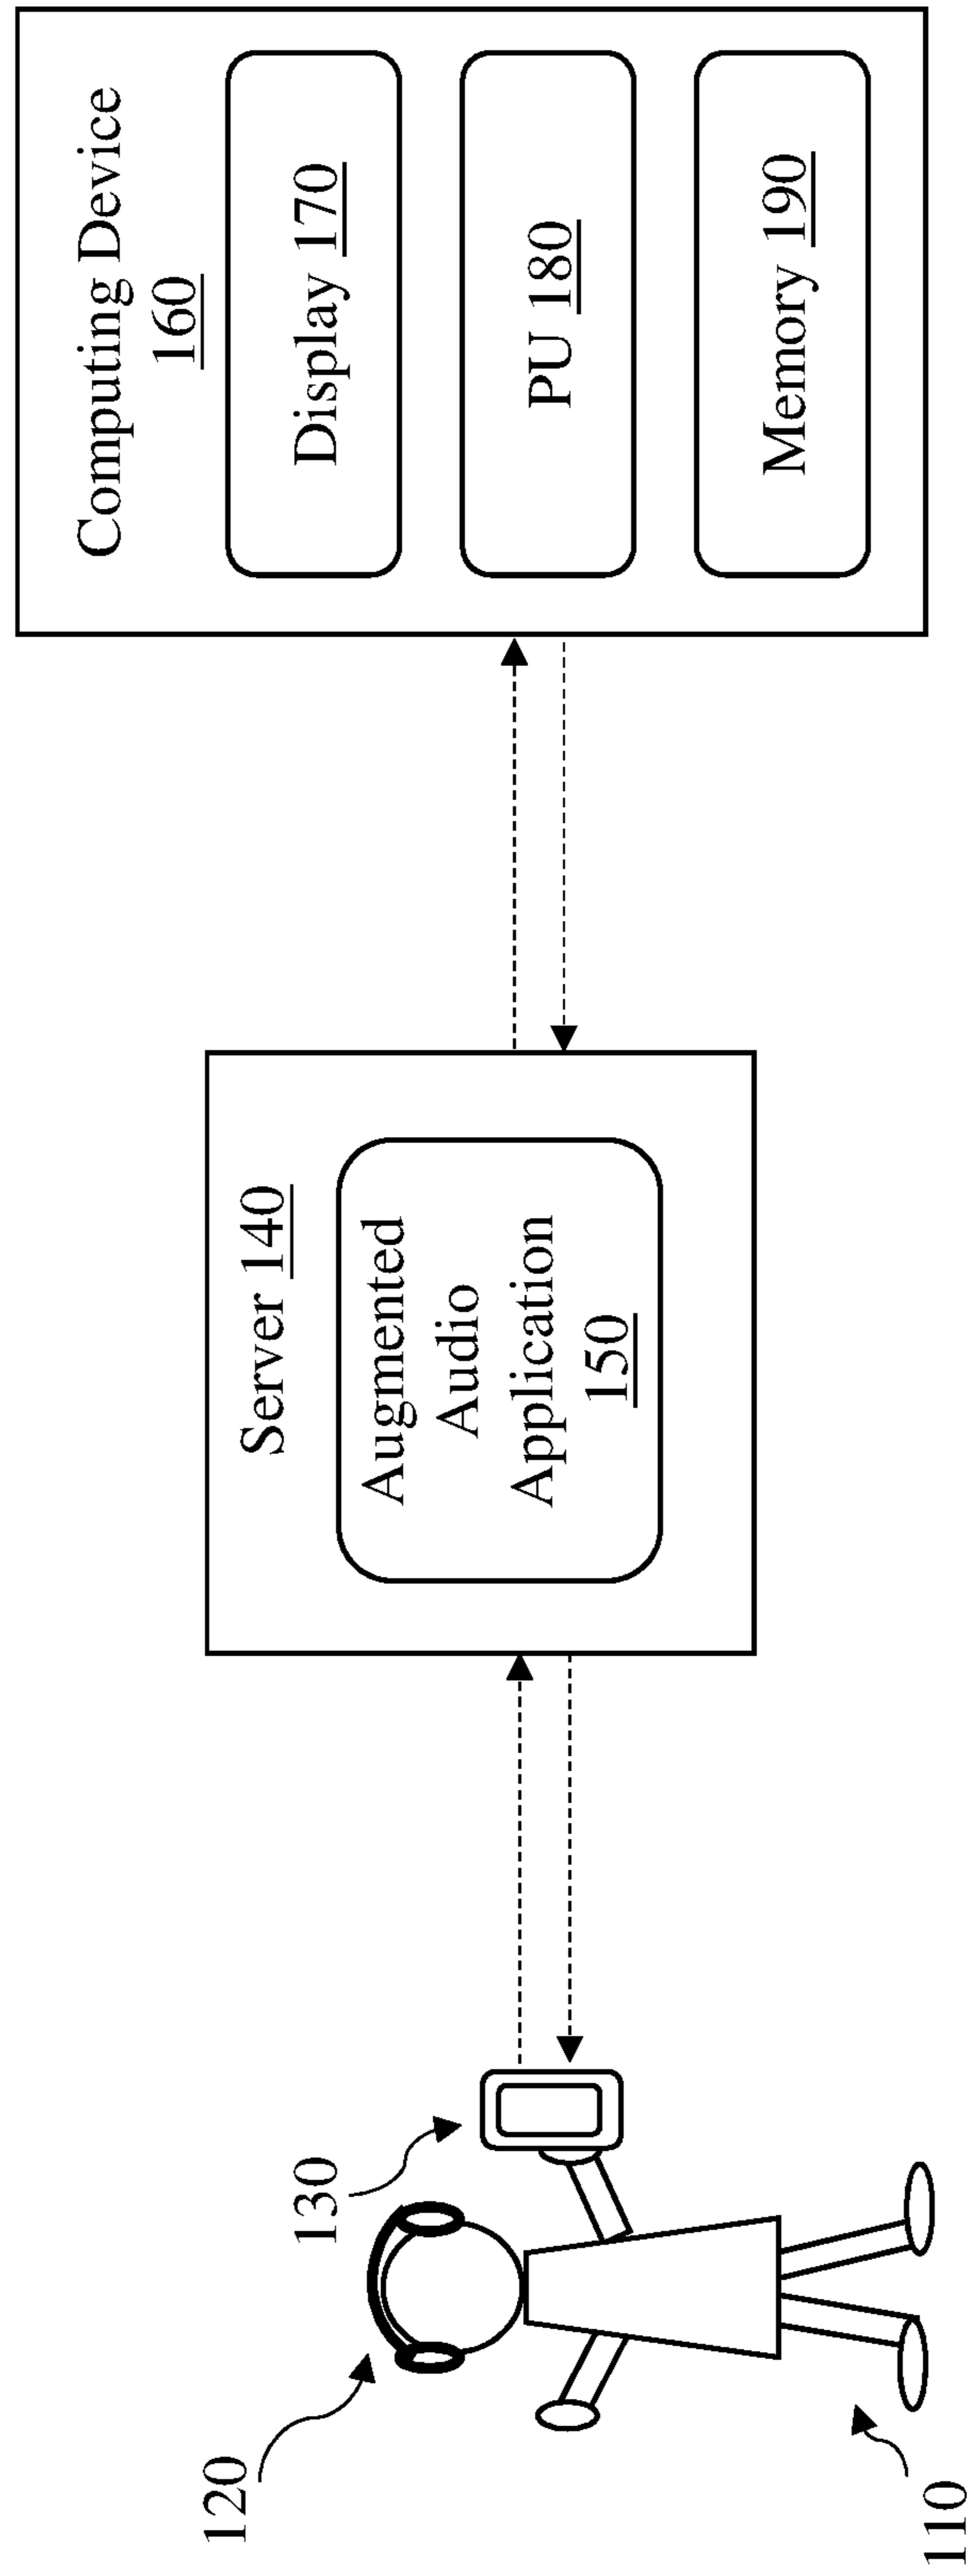 120
130
110
Server 140
Augmented
Audio
Application
150
Computing Device
160
Display 170
PU 180
Memory 190